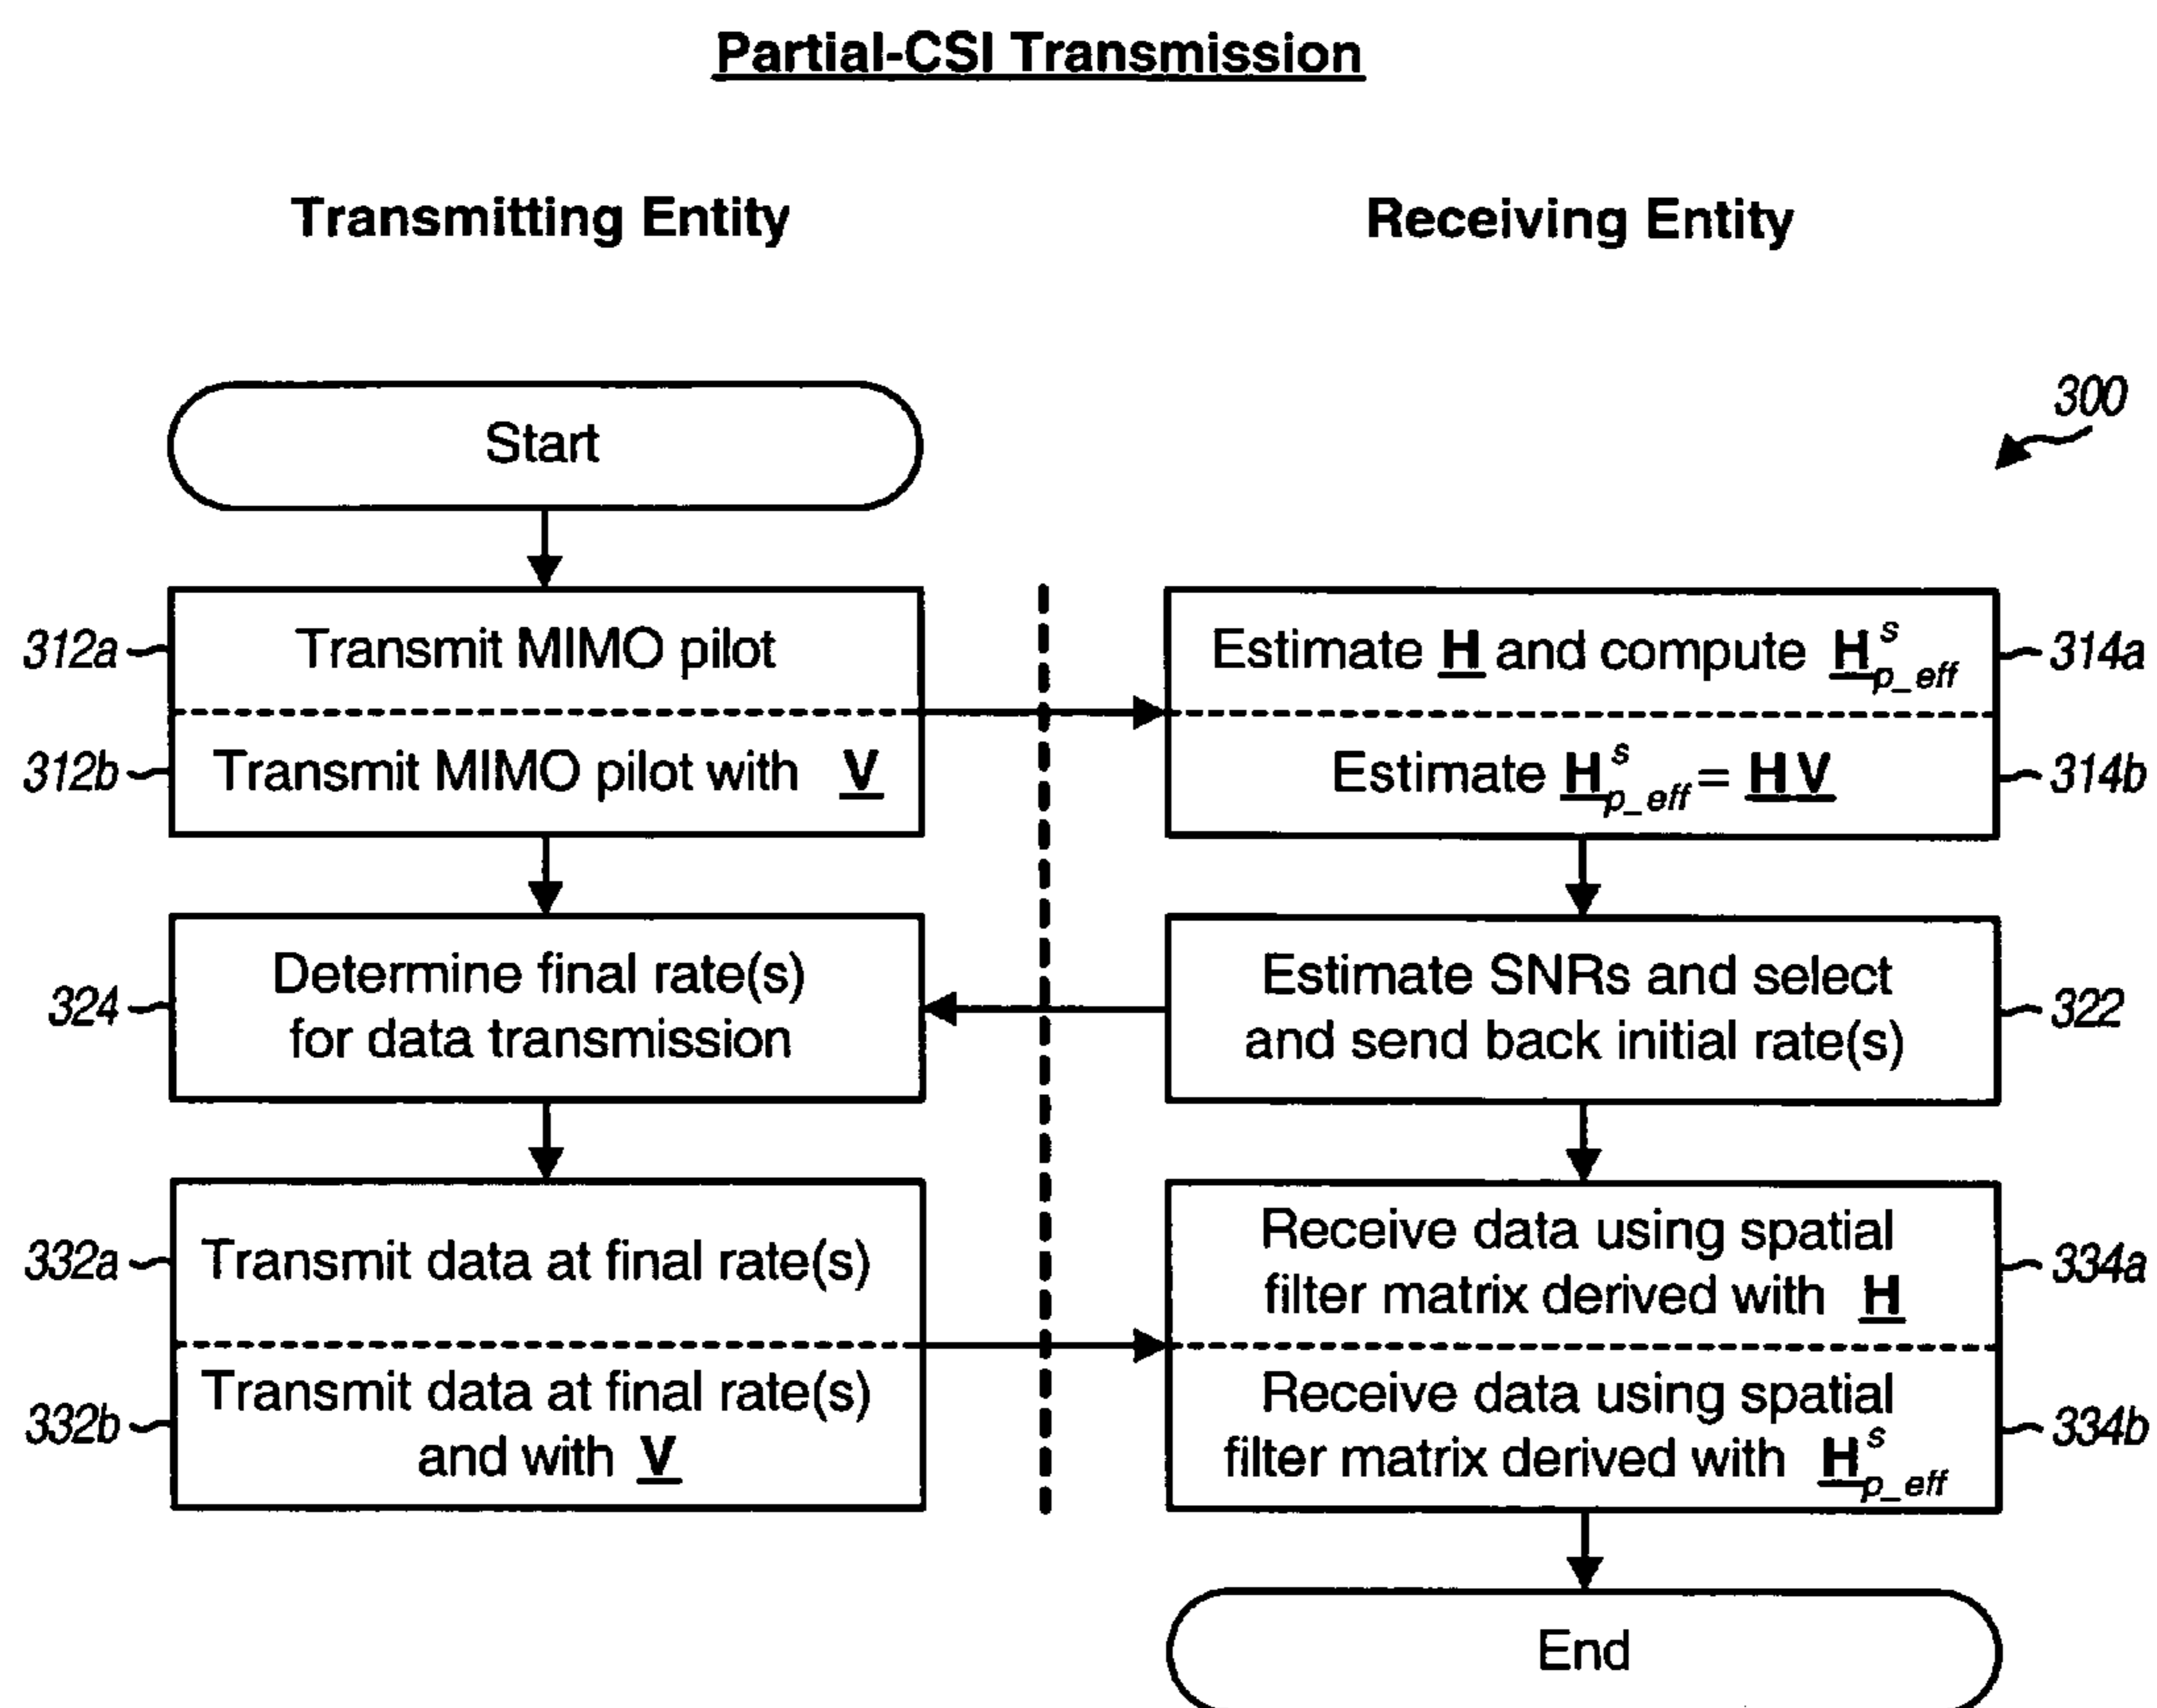 Partial-CSI Transmission
Transmitting Entity
Receiving Entity
300
Start
312a
Transmit MIMO pilot
312b
Transmit MIMO pilot with V
Estimate H and compute H^s_p_eff
314a
Estimate H^s_p_eff = H V
314b
324
Determine final rate(s)
for data transmission
Estimate SNRs and select
and send back initial rate(s)
322
332a
Transmit data at final rate(s)
332b
Transmit data at final rate(s)
and with V
Receive data using spatial
filter matrix derived with H
334a
Receive data using spatial
filter matrix derived with H^s_p_eff
334b
End